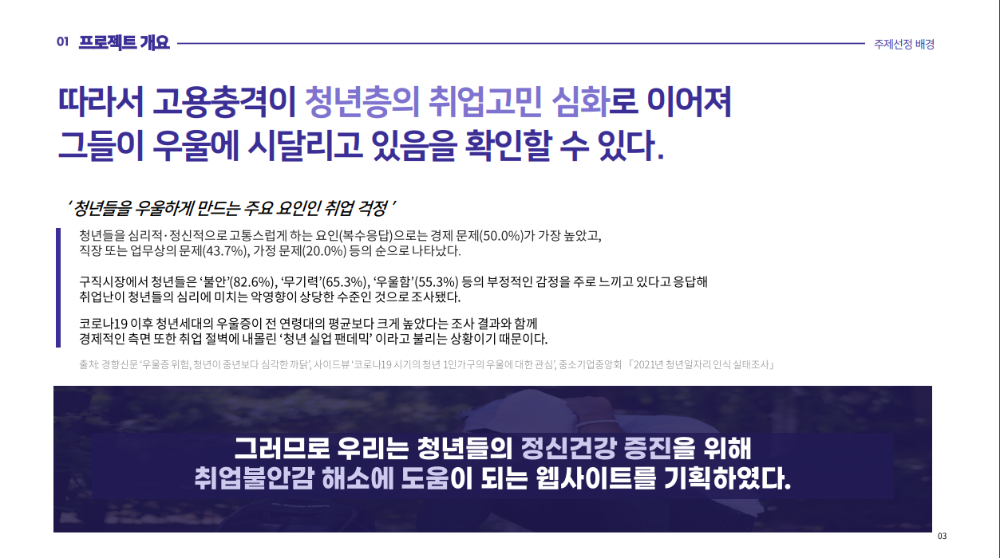 01 프로젝트 개요
주제선정 배경
따라서 고용충격이 청년층의 취업고민 심화로 이어져
그들이 우울에 시달리고 있음을 확인할 수 있다.
‘ 청년들을 우울하게 만드는 주요 요인인 취업 걱정 ’
청년들을 심리적·정신적으로 고통스럽게 하는 요인(복수응답)으로는 경제 문제(50.0%)가 가장 높았고,
직장 또는 업무상의 문제(43.7%), 가정 문제(20.0%) 등의 순으로 나타났다.
구직시장에서 청년들은 ‘불안’(82.6%), ‘무기력’(65.3%), ‘우울함’(55.3%) 등의 부정적인 감정을 주로 느끼고 있다고 응답해
취업난이 청년들의 심리에 미치는 악영향이 상당한 수준인 것으로 조사됐다.
코로나19 이후 청년세대의 우울증이 전 연령대의 평균보다 크게 높았다는 조사 결과와 함께
경제적인 측면 또한 취업 절벽에 내몰린 ‘청년 실업 팬데믹’ 이라고 불리는 상황이기 때문이다.
출처: 경향신문 ‘우울증 위험, 청년이 중년보다 심각한 까닭’, 사이드뷰 ‘코로나19 시기의 청년 1인가구의 우울에 대한 관심’, 중소기업중앙회 「2021년 청년일자리 인식 실태조사」
그러므로 우리는 청년들의 정신건강 증진을 위해
취업불안감 해소에 도움이 되는 웹사이트를 기획하였다.
03